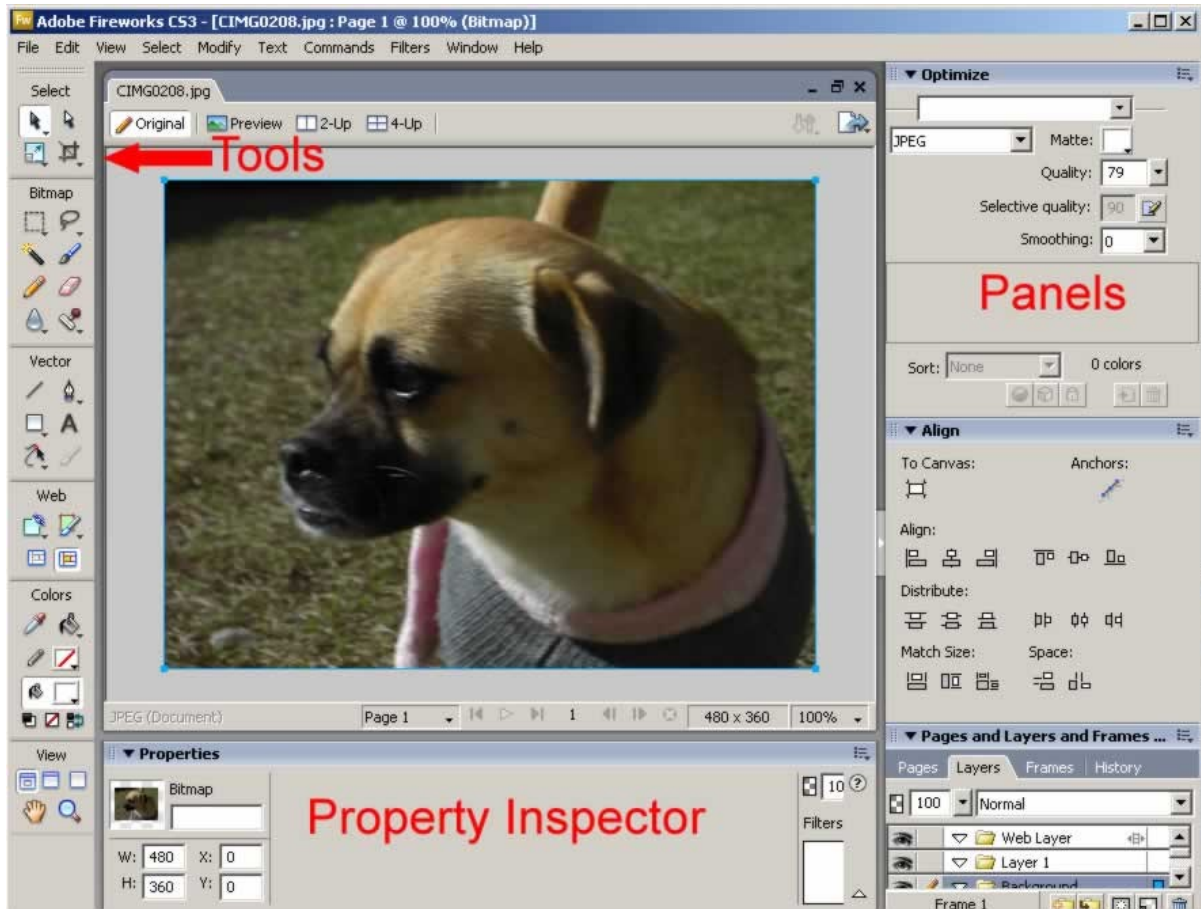 Adobe Fireworks CS3 - [CIMG0208.jpg : Page 1 @ 100% (Bitmap)]
File Edit View Select Modify Text Commands Filters Window Help
Select
Bitmap
Vector
Web
Colors
View
CIMG0208.jpg
Original Preview 2-Up 4-Up
Tools
JPEG (Document) Page 1 1 480 x 360 100%
Properties
Bitmap
W: 480 X: 0
H: 360 Y: 0
Property Inspector
10
Filters
Optimize
JPEG Matte:
Quality: 79
Selective quality: 90
Smoothing: 0
Panels
Sort: None 0 colors
Align
To Canvas: Anchors:
Align:
Distribute:
Match Size: Space:
Pages and Layers and Frames ...
Pages Layers Frames History
100 Normal
Web Layer
Layer 1
Background
Frame 1